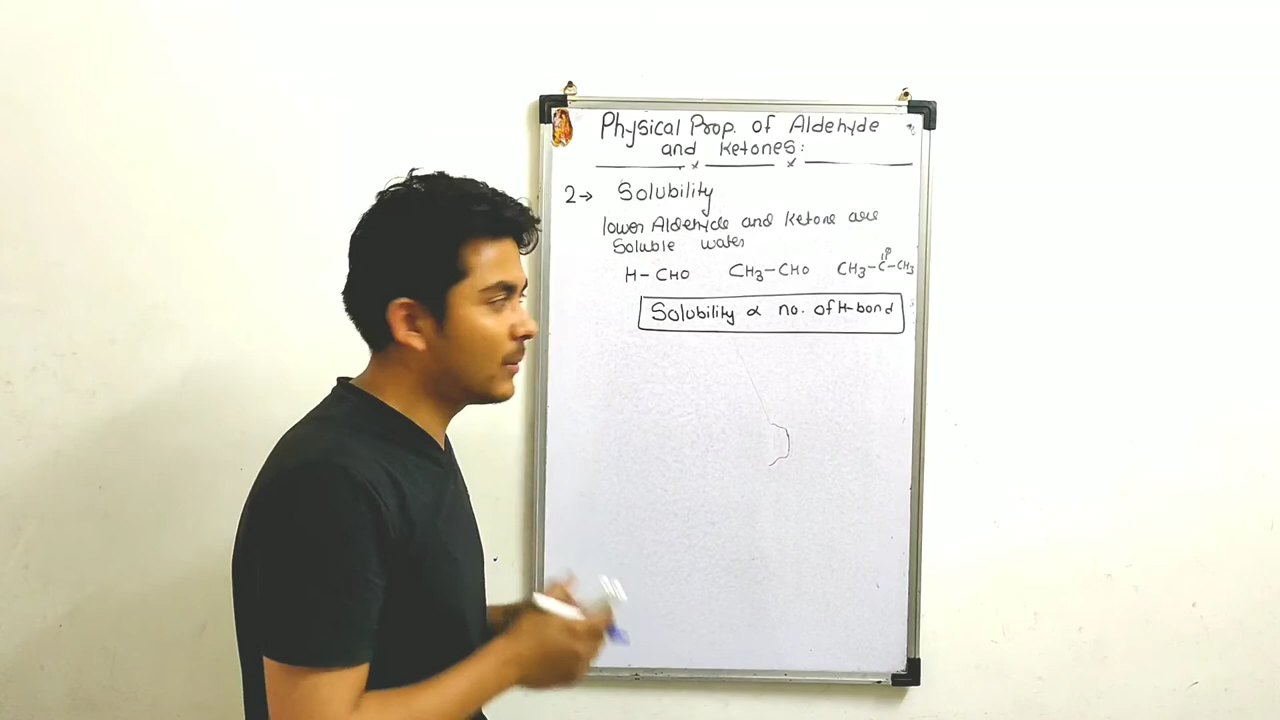 Physical Prop. of Aldehyde
and Ketones:
2→ Solubility
lower Aldehyde and Ketone are
Soluble water
H-CHO CH₃-CHO CH₃-C-CH₃
Solubility ∝ no. of H-bond